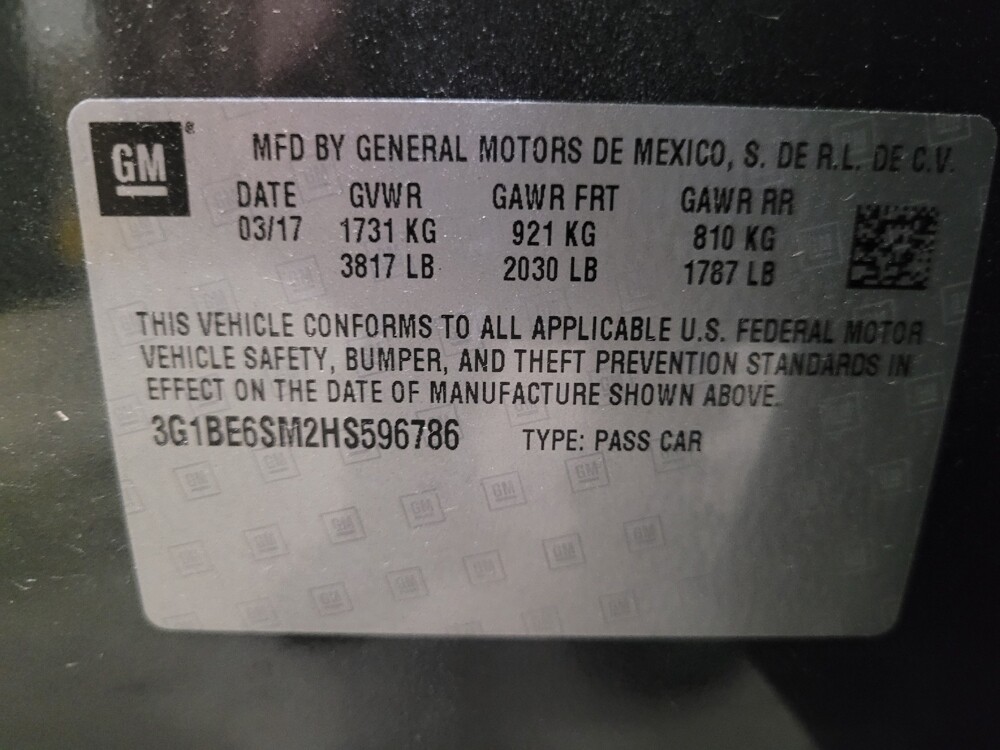 GM® MFD BY GENERAL MOTORS DE MEXICO, S. DE R.L. DE C.V.
DATE GVWR GAWR FRT GAWR RR
03/17 1731 KG 921 KG 810 KG
3817 LB 2030 LB 1787 LB
THIS VEHICLE CONFORMS TO ALL APPLICABLE U.S. FEDERAL MOTOR
VEHICLE SAFETY, BUMPER, AND THEFT PREVENTION STANDARDS IN
EFFECT ON THE DATE OF MANUFACTURE SHOWN ABOVE.
3G1BE6SM2HS596786 TYPE: PASS CAR